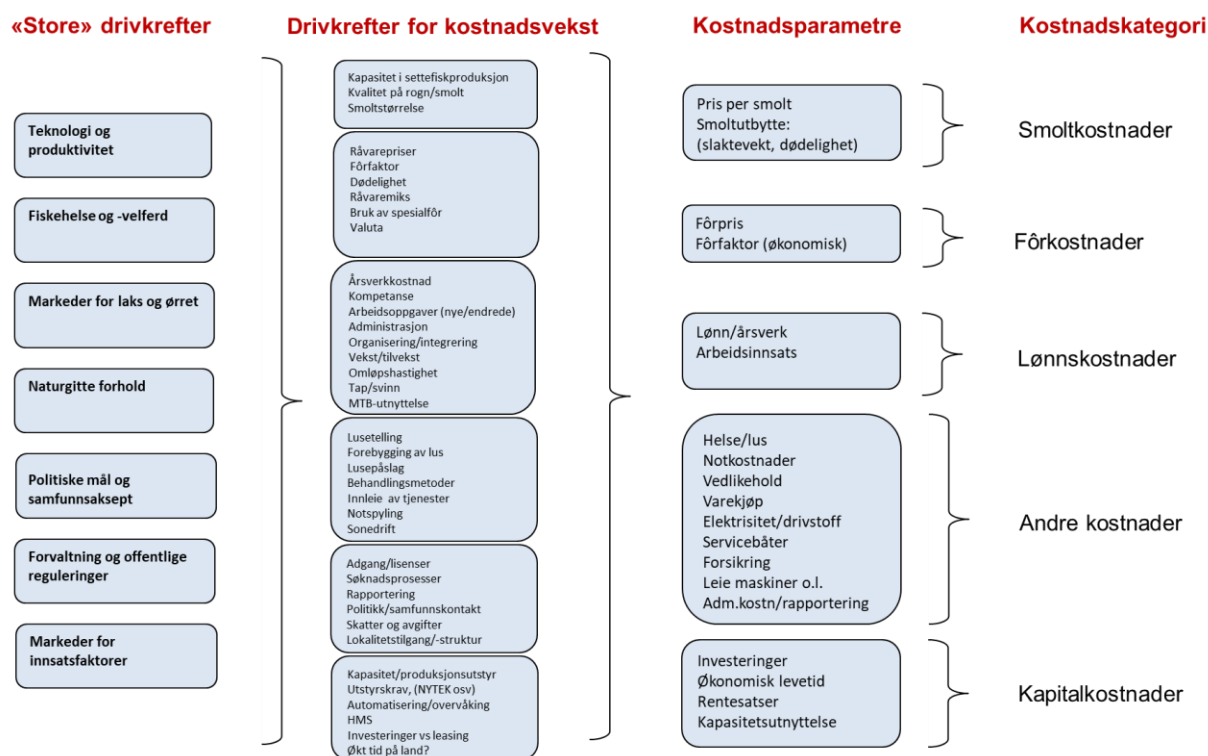 «Store» drivkrefter
Teknologi og
produktivitet
Fiskehelse og -velferd
Markeder for laks og ørret
Naturgitte forhold
Politiske mål og
samfunnsaksept
Forvaltning og offentlige
reguleringer
Markeder for
innsatsfaktorer
Drivkrefter for kostnadsvekst
Kapasitet i settefiskproduksjon
Kvalitet på rogn/smolt
Smoltstørrelse
Råvarepriser
Fôrfaktor
Dødelighet
Råvaremiks
Bruk av spesialfôr
Valuta
Årsverkkostnad
Kompetanse
Arbeidsoppgaver (nye/endrede)
Administrasjon
Organisering/integrering
Vekst/tilvekst
Omløpshastighet
Tap/svinn
MTB-utnyttelse
Lusetelling
Forebygging av lus
Lusepåslag
Behandlingsmetoder
Innleie av tjenester
Notspyling
Sonedrift
Adgang/lisenser
Søknadsprosesser
Rapportering
Politikk/samfunnskontakt
Skatter og avgifter
Lokalitetstilgang/-struktur
Kapasitet/produksjonsutstyr
Utstyrskrav, (NYTEK osv)
Automatisering/overvåking
HMS
Investeringer vs leasing
Økt tid på land?
Kostnadsparametre
Pris per smolt
Smoltutbytte:
(slaktevekt, dødelighet)
Fôrpris
Fôrfaktor (økonomisk)
Lønn/årsverk
Arbeidsinnsats
Helse/lus
Notkostnader
Vedlikehold
Varekjøp
Elektrisitet/drivstoff
Servicebåter
Forsikring
Leie maskiner o.l.
Adm.kostn/rapportering
Investeringer
Økonomisk levetid
Rentesatser
Kapasitetsutnyttelse
Kostnadskategori
Smoltkostnader
Fôrkostnader
Lønnskostnader
Andre kostnader
Kapitalkostnader